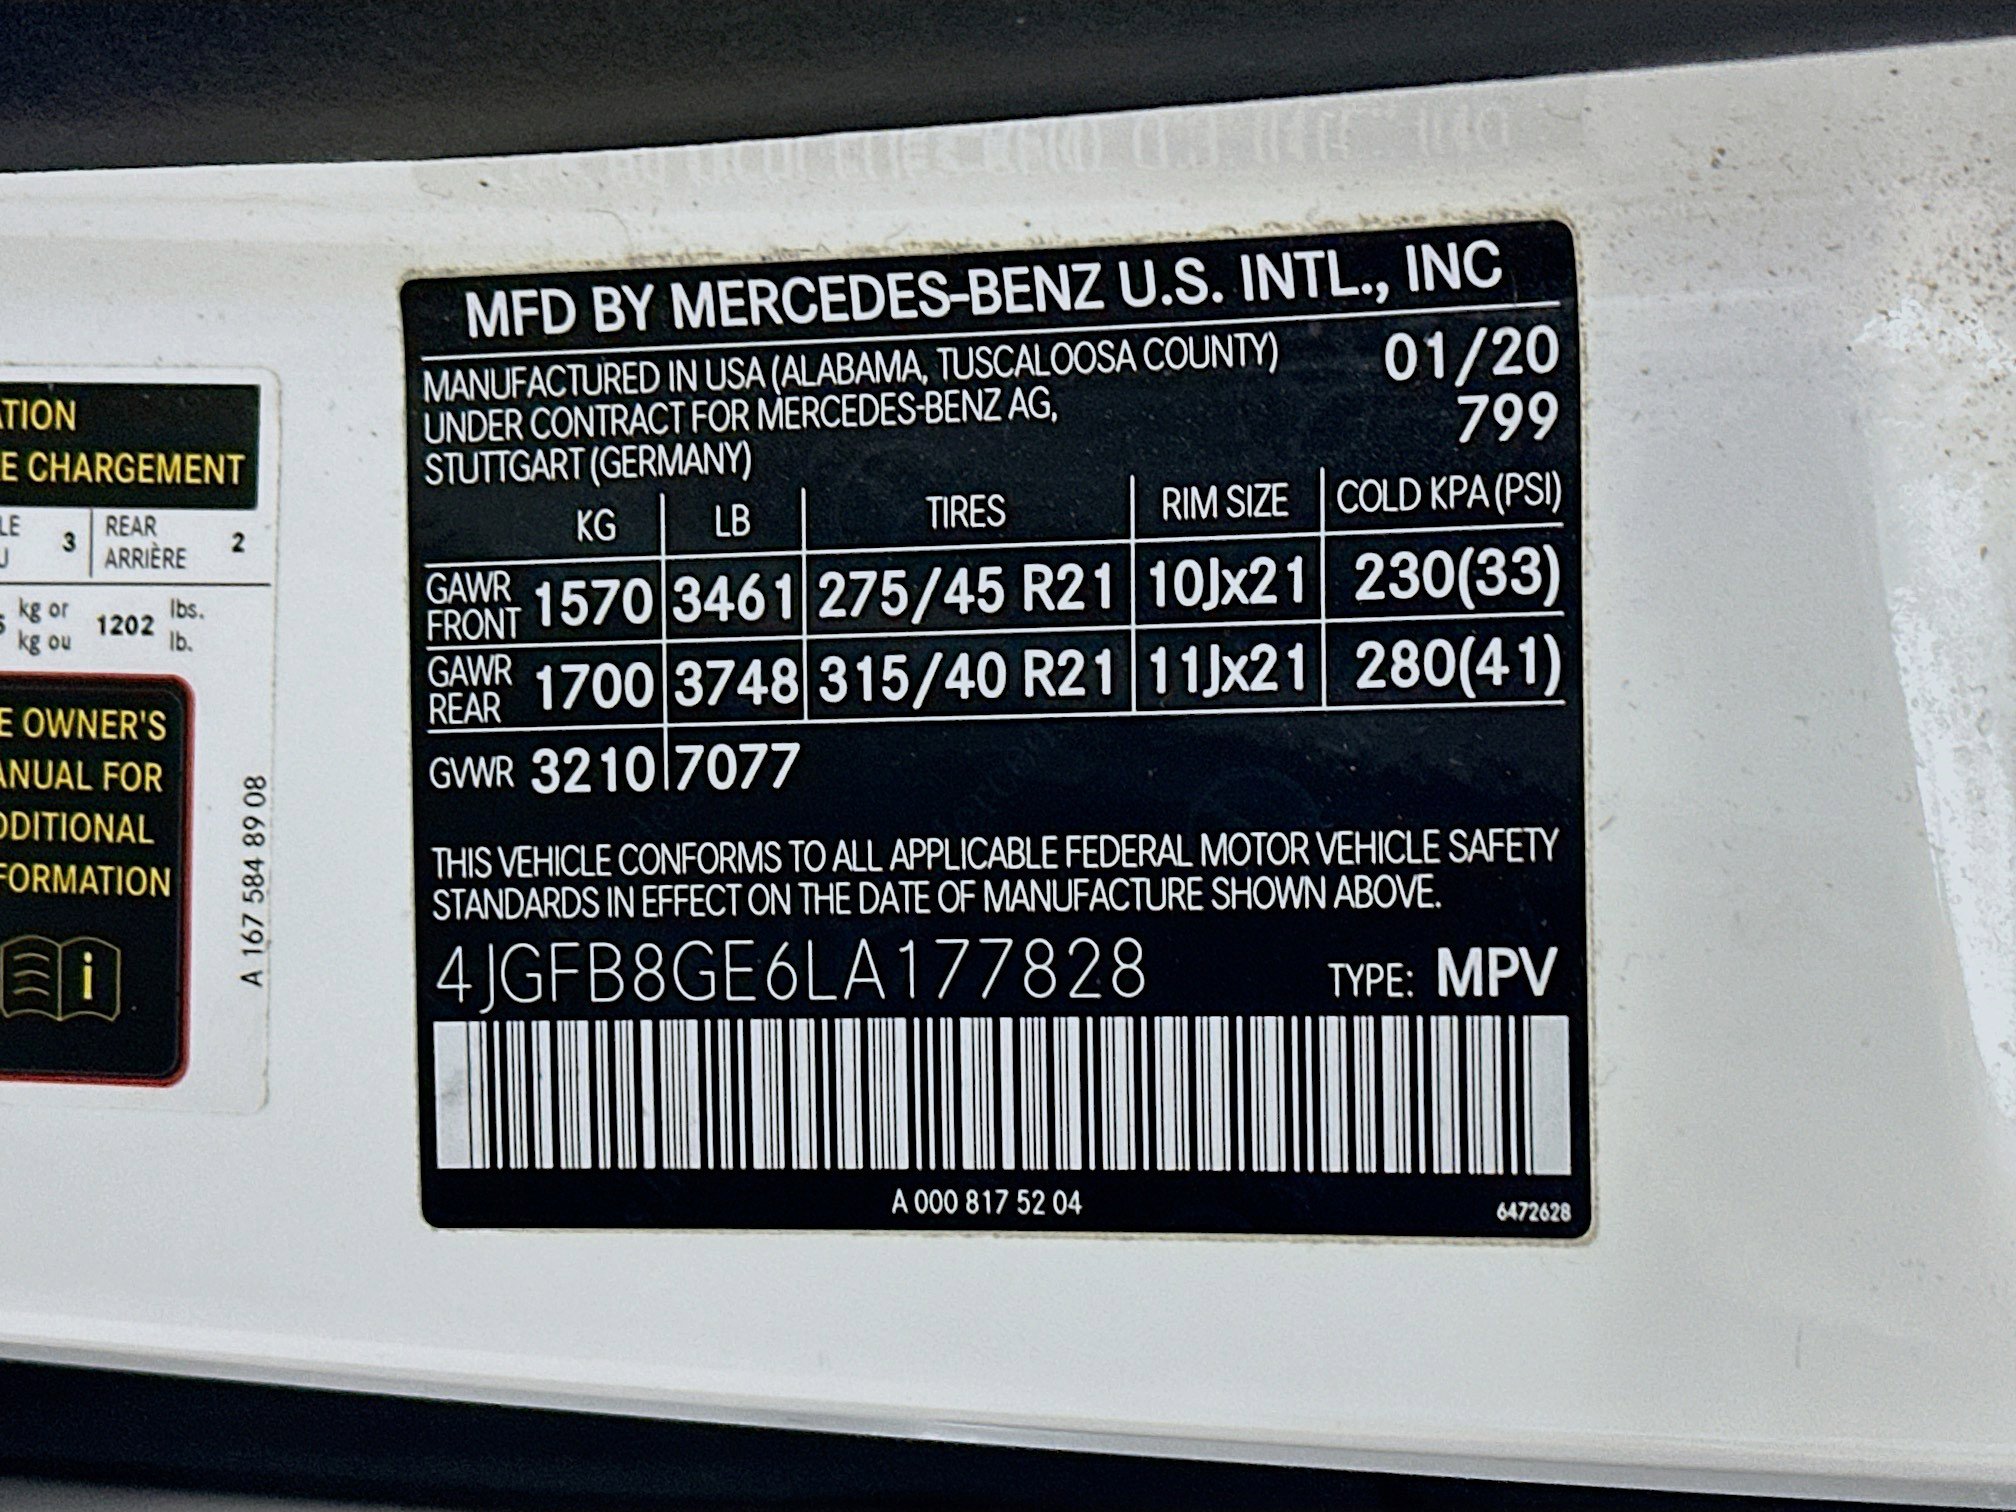 MFD BY MERCEDES-BENZ U.S. INTL., INC
MANUFACTURED IN USA (ALABAMA, TUSCALOOSA COUNTY) 01/20
UNDER CONTRACT FOR MERCEDES-BENZ AG, 799
STUTTGART (GERMANY)
KG LB TIRES RIM SIZE COLD KPA (PSI)
GAWR FRONT 1570 3461 275/45 R21 10Jx21 230(33)
GAWR REAR 1700 3748 315/40 R21 11Jx21 280(41)
GVWR 3210 7077
THIS VEHICLE CONFORMS TO ALL APPLICABLE FEDERAL MOTOR VEHICLE SAFETY
STANDARDS IN EFFECT ON THE DATE OF MANUFACTURE SHOWN ABOVE.
4JGFB8GE6LA177828 TYPE: MPV
A 000 817 52 04 6472628
CHARGEMENT
3 REAR 2
ARRIÈRE
kg or 1202 lbs.
kg ou lb.
OWNER'S
FOR
i
A 167 584 89 08